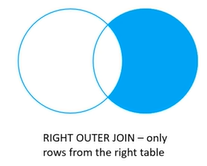 RIGHT OUTER JOIN – only
rows from the right table